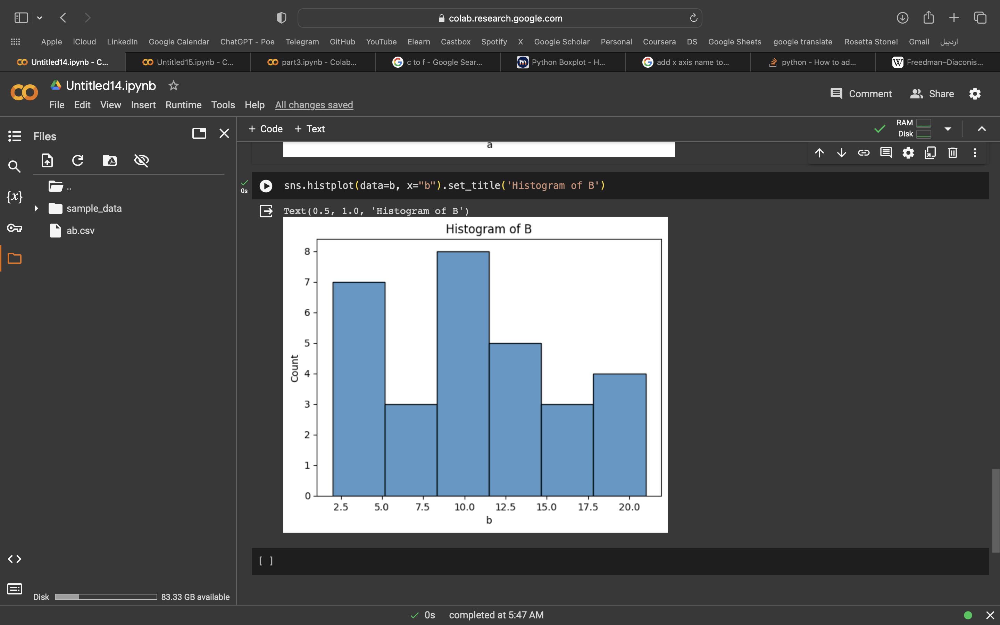 colab.research.google.com
Apple iCloud LinkedIn Google Calendar ChatGPT - Poe Telegram GitHub YouTube Elearn Castbox Spotify X Google Scholar Personal Coursera DS Google Sheets google translate Rosetta Stone! Gmail اردبیل
Untitled14.ipynb - C... Untitled15.ipynb - C... part3.ipynb - Colab... c to f - Google Sear... Python Boxplot - H... add x axis name to... python - How to ad... Freedman–Diaconis...
Untitled14.ipynb
Comment Share
File Edit View Insert Runtime Tools Help All changes saved
Files
+ Code + Text
RAM
Disk
a
..
sample_data
ab.csv
{x}
0s
sns.histplot(data=b, x="b").set_title('Histogram of B')
Text(0.5, 1.0, 'Histogram of B')
Histogram of B
8
7
6
5
4
3
2
1
0
Count
2.5 5.0 7.5 10.0 12.5 15.0 17.5 20.0
b
[ ]
Disk 83.33 GB available
0s completed at 5:47 AM